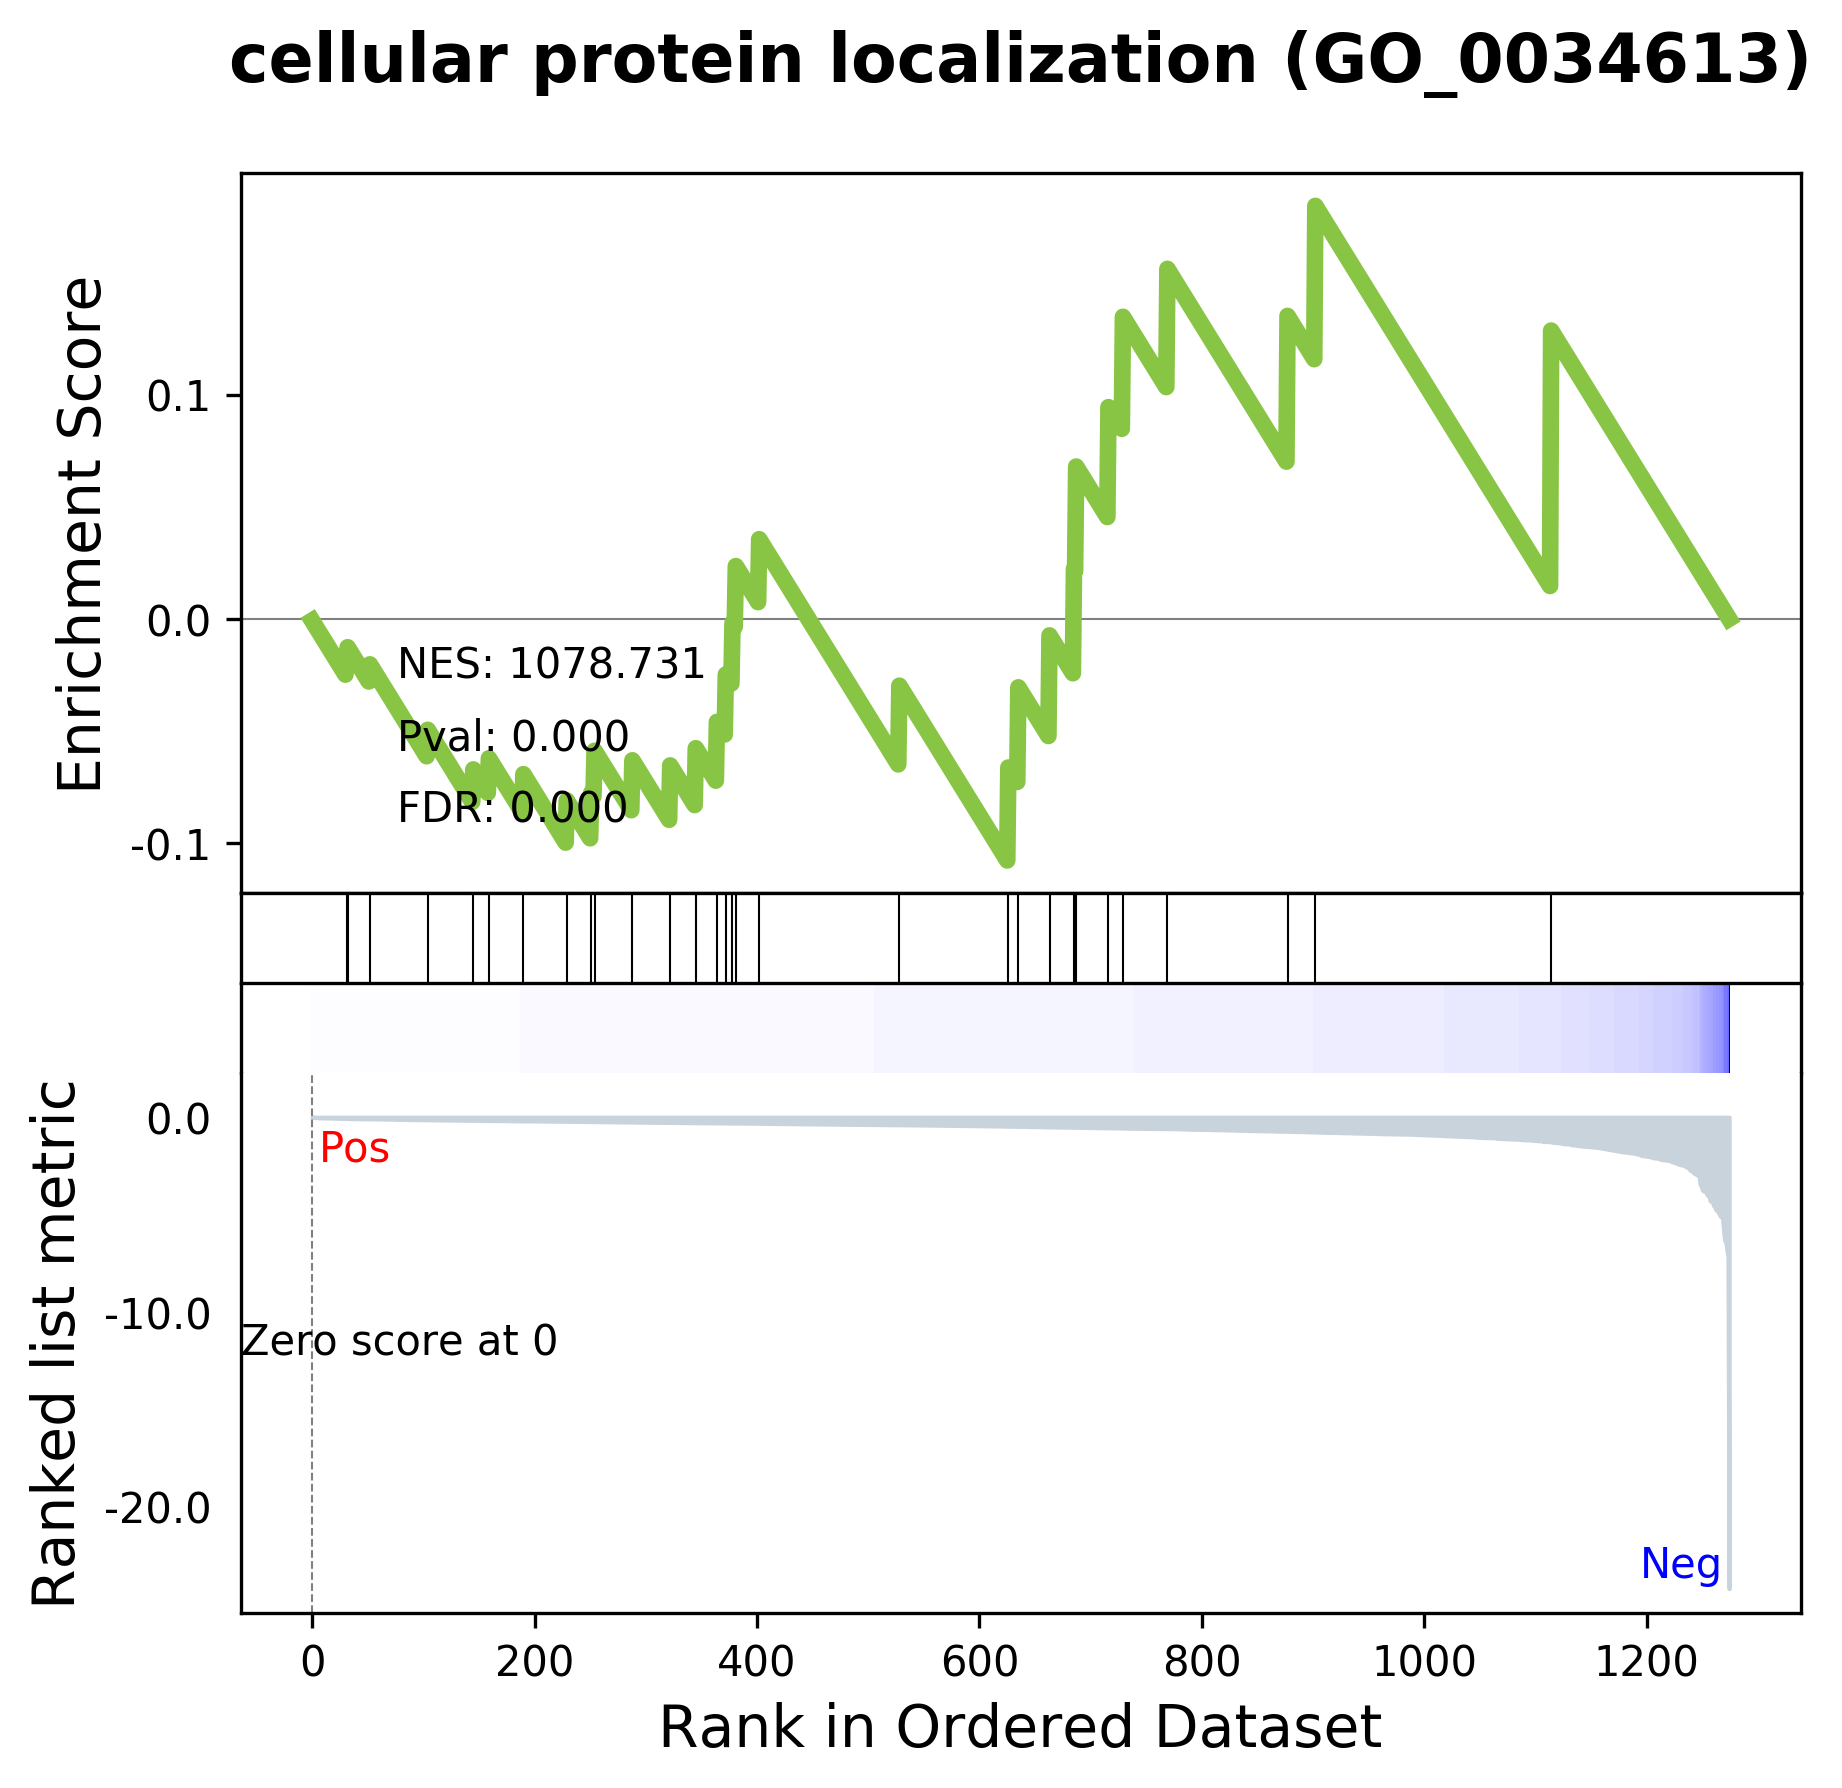 cellular protein localization (GO_0034613)
Enrichment Score
0.1
0.0
-0.1
NES: 1078.731
Pval: 0.000
FDR: 0.000
Ranked list metric
0.0
-10.0
-20.0
Pos
Zero score at 0
Neg
0 200 400 600 800 1000 1200
Rank in Ordered Dataset